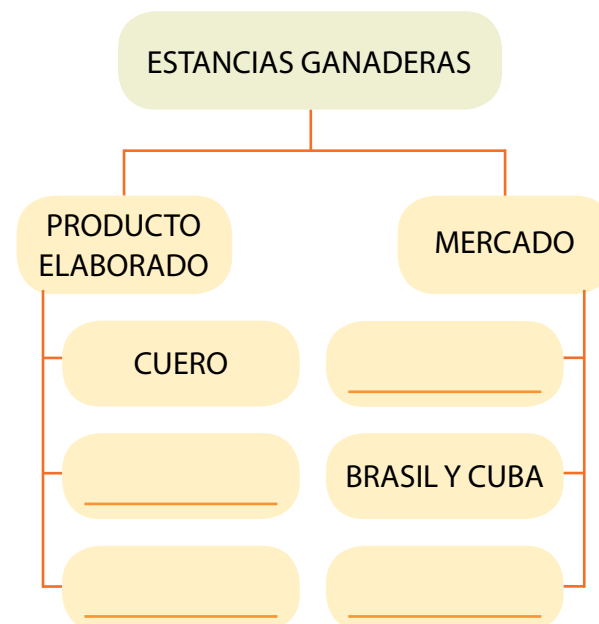 ESTANCIAS GANADERAS
PRODUCTO
ELABORADO
MERCADO
CUERO
BRASIL Y CUBA